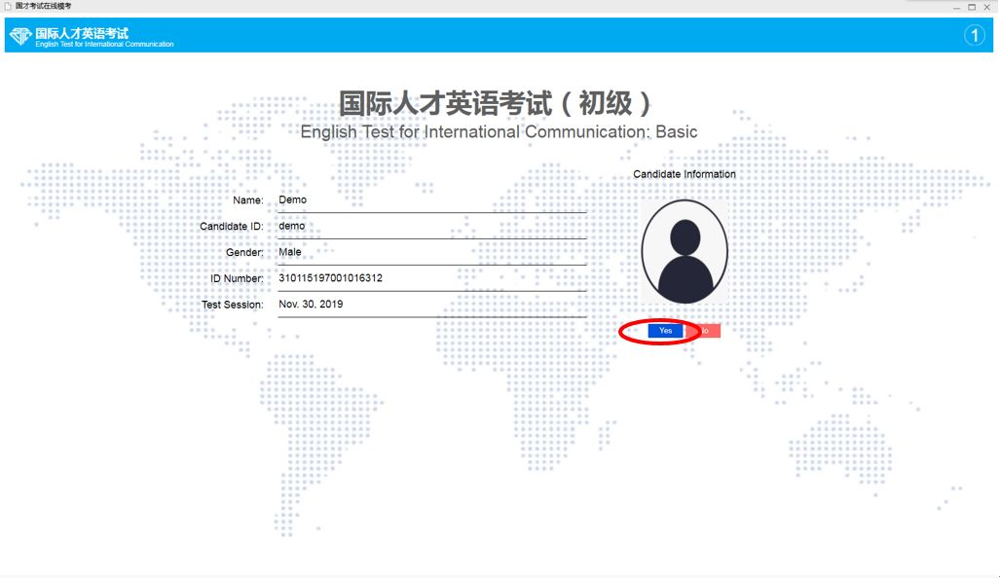 国才考试在线模考
国际人才英语考试
English Test for International Communication
1
国际人才英语考试（初级）
English Test for International Communication: Basic
Candidate Information
Name: Demo
Candidate ID: demo
Gender: Male
ID Number: 310115197001016312
Test Session: Nov. 30, 2019
Yes